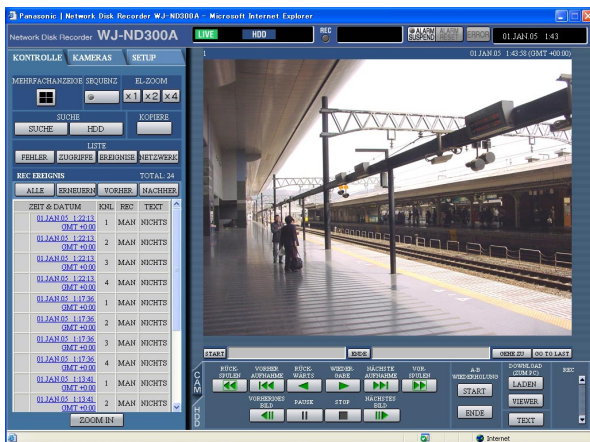 Panasonic | Network Disk Recorder WJ-ND300A - Microsoft Internet Explorer
Network Disk Recorder WJ-ND300A
LIVE HDD REC ALARM SUSPEND ALARM RESET ERROR 01.JAN.05 1:43
KONTROLLE KAMERAS SETUP
1 01.JAN.05 1:43:58 (GMT +00:00)
MEHRFACHANZEIGE SEQUENZ EL-ZOOM
x1 x2 x4
SUCHE KOPIERE
SUCHE HDD
LISTE
FEHLER ZUGRIFFE EREIGNISE NETZWERK
REC EREIGNIS TOTAL: 24
ALLE ERNEUERN VORHER. NACHHER
ZEIT & DATUM KNL REC TEXT
01.JAN.05 1:22:13 GMT +0:00 1 MAN NICHTS
01.JAN.05 1:22:13 GMT +0:00 2 MAN NICHTS
01.JAN.05 1:22:13 GMT +0:00 3 MAN NICHTS
01.JAN.05 1:22:13 GMT +0:00 4 MAN NICHTS
01.JAN.05 1:17:36 GMT +0:00 1 MAN NICHTS
01.JAN.05 1:17:36 GMT +0:00 2 MAN NICHTS
01.JAN.05 1:17:36 GMT +0:00 3 MAN NICHTS
01.JAN.05 1:17:36 GMT +0:00 4 MAN NICHTS
01.JAN.05 1:13:41 GMT +0:00 1 MAN NICHTS
01.JAN.05 1:13:41 GMT +0:00 2 MAN NICHTS
ZOOM IN
START ENDE GEHE ZU GO TO LAST
CAM
HDD
RÜCK-SPULEN VORHER AUFNAHME RÜCK-WÄRTS WIEDER-GABE NÄCHSTE AUFNAHME VOR-SPULEN
VORHERGES BILD PAUSE STOP NÄCHSTES BILD
A-B WIEDERHOLUNG
START
ENDE
DOWNLOAD (ZUM PC)
LADEN
VIEWER
TEXT
REC
Internet